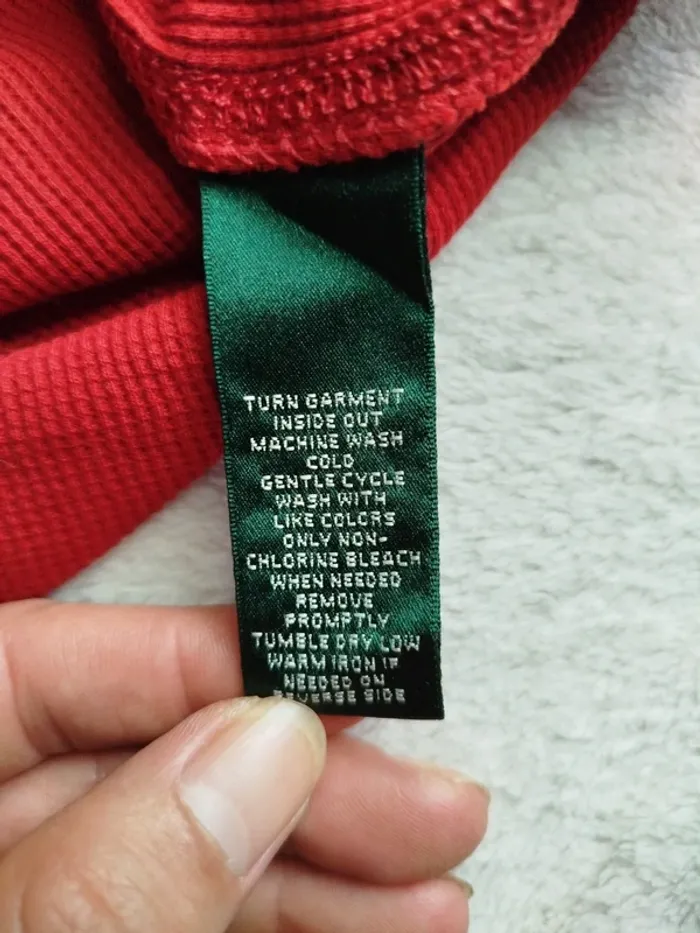 TURN GARMENT
INSIDE OUT
MACHINE WASH
COLD
GENTLE CYCLE
WASH WITH
LIKE COLORS
ONLY NON-
CHLORINE BLEACH
WHEN NEEDED
REMOVE
PROMPTLY
TUMBLE DRY LOW
WARM IRON IF
NEEDED ON
REVERSE SIDE